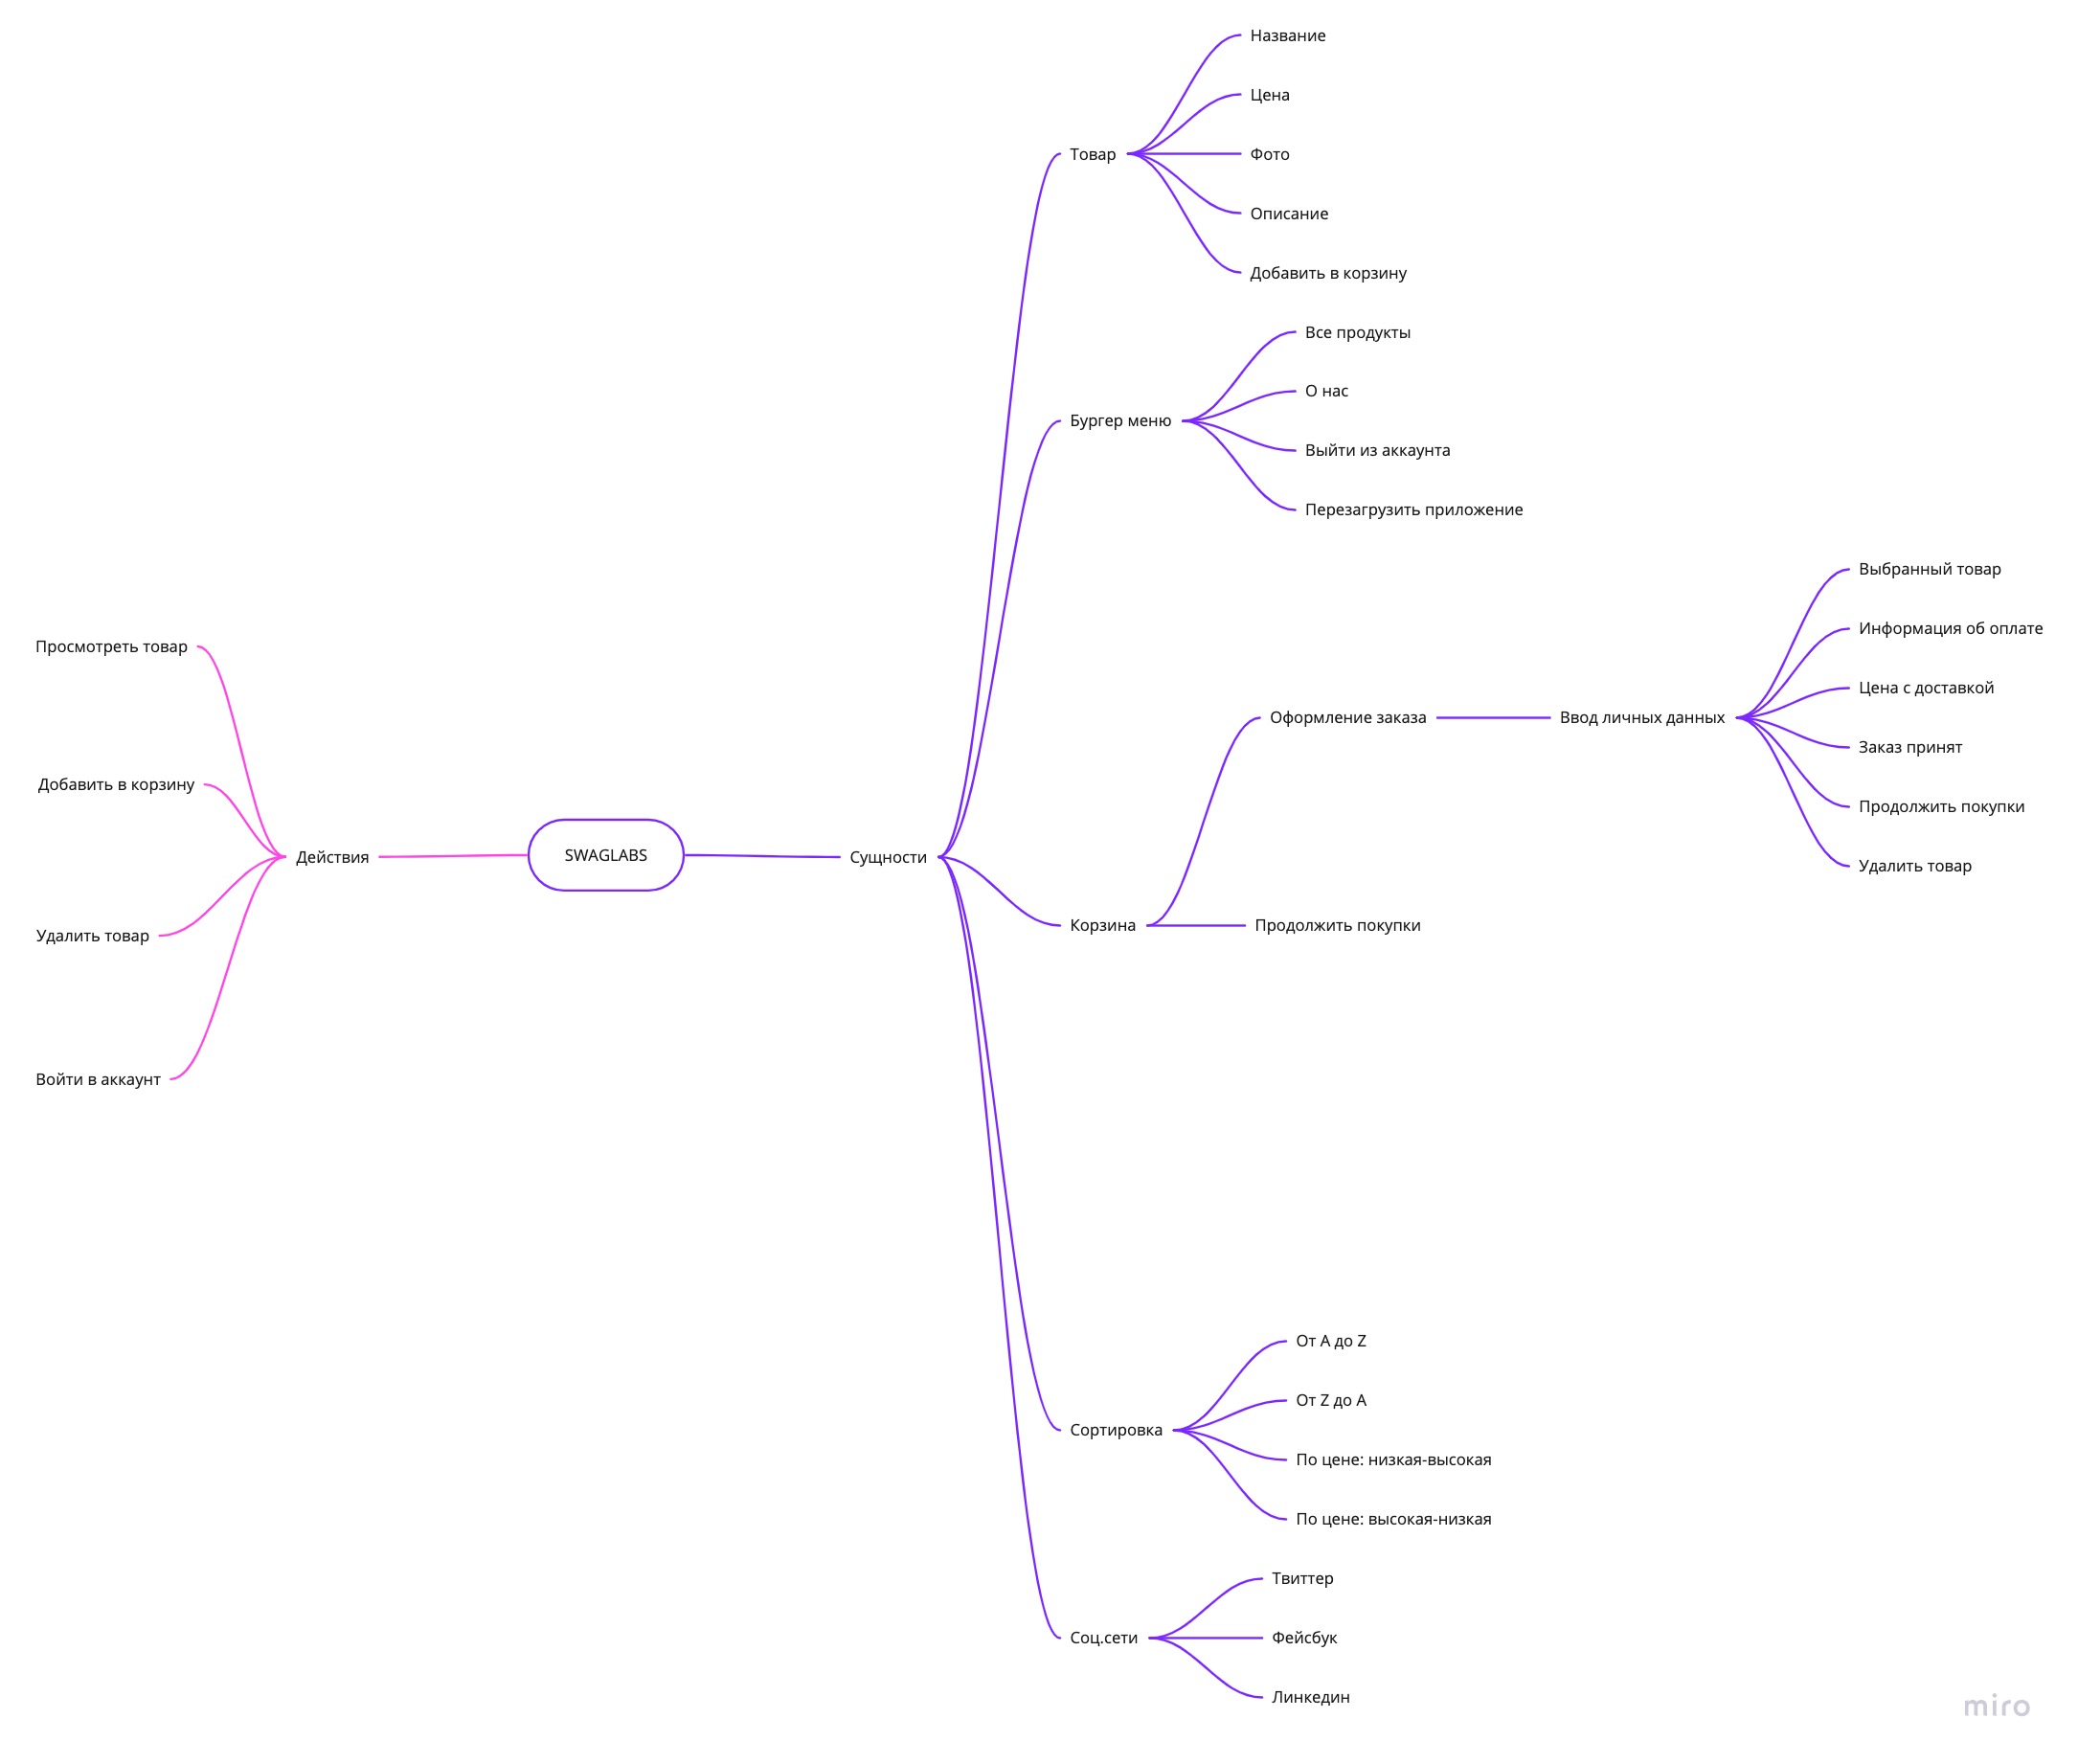 Название
Цена
Товар
Фото
Описание
Добавить в корзину
Все продукты
О нас
Бургер меню
Выйти из аккаунта
Перезагрузить приложение
Выбранный товар
Информация об оплате
Цена с доставкой
Оформление заказа
Ввод личных данных
Заказ принят
Продолжить покупки
Удалить товар
Просмотреть товар
Добавить в корзину
Действия
SWAGLABS
Сущности
Удалить товар
Войти в аккаунт
Корзина
Продолжить покупки
От A до Z
От Z до A
Сортировка
По цене: низкая-высокая
По цене: высокая-низкая
Твиттер
Соц.сети
Фейсбук
Линкедин
miro